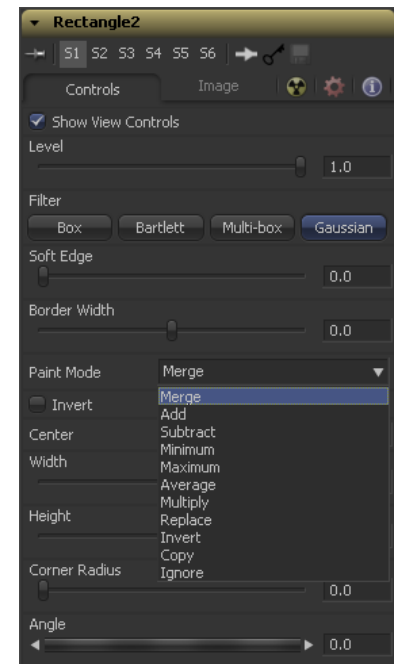 Rectangle2
S1 S2 S3 S4 S5 S6
Controls Image
Show View Controls
Level
1.0
Filter
Box Bartlett Multi-box Gaussian
Soft Edge
0.0
Border Width
0.0
Paint Mode Merge
Merge
Invert
Add
Center
Subtract
Minimum
Width
Maximum
Average
Multiply
Height
Replace
Invert
Copy
Corner Radius
Ignore
0.0
Angle
0.0